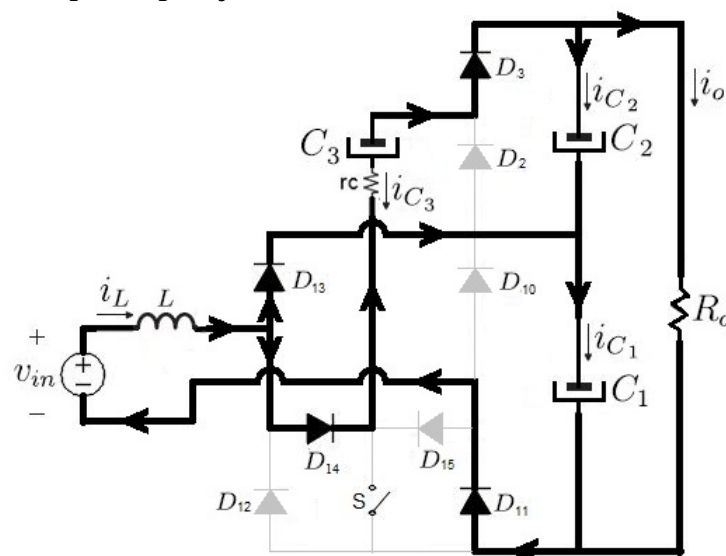 D3
iC2
io
C3
C2
D2
rc
iC3
D13
D10
iL
L
Ro
+
vin
+
−
iC1
−
C1
D14
D15
D12
S
D11